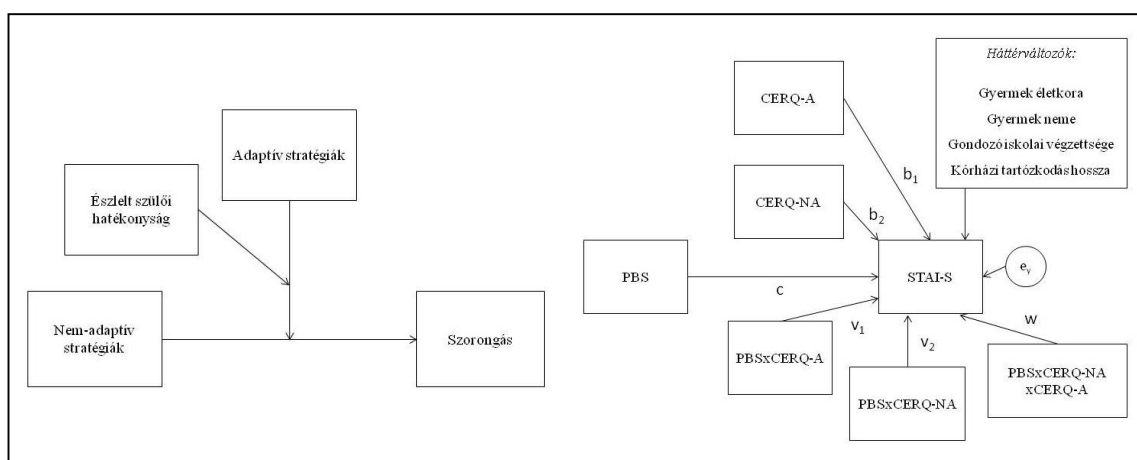 Adaptív stratégiák
Észlelt szülői
hatékonyság
Nem-adaptív
stratégiák
Szorongás
CERQ-A
CERQ-NA
PBS
PBSxCERQ-A
PBSxCERQ-NA
PBSxCERQ-NA
xCERQ-A
STAI-S
Háttérváltozók:
Gyermek életkora
Gyermek neme
Gondozó iskolai végzettsége
Kórházi tartózkodás hossza
b₁
b₂
c
v₁
v₂
w
eᵧ